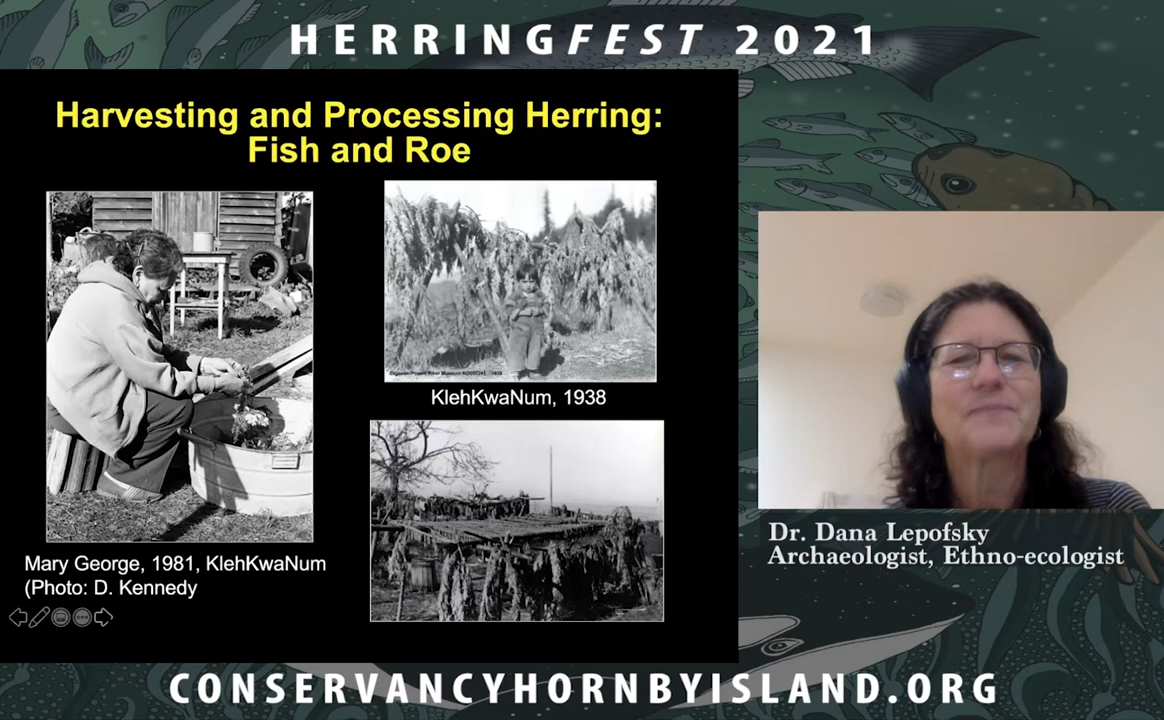 HERRINGFEST 2021
Harvesting and Processing Herring:
Fish and Roe
KlehKwaNum, 1938
Mary George, 1981, KlehKwaNum
(Photo: D. Kennedy
Dr. Dana Lepofsky
Archaeologist, Ethno-ecologist
CONSERVANCYHORNBYISLAND.ORG